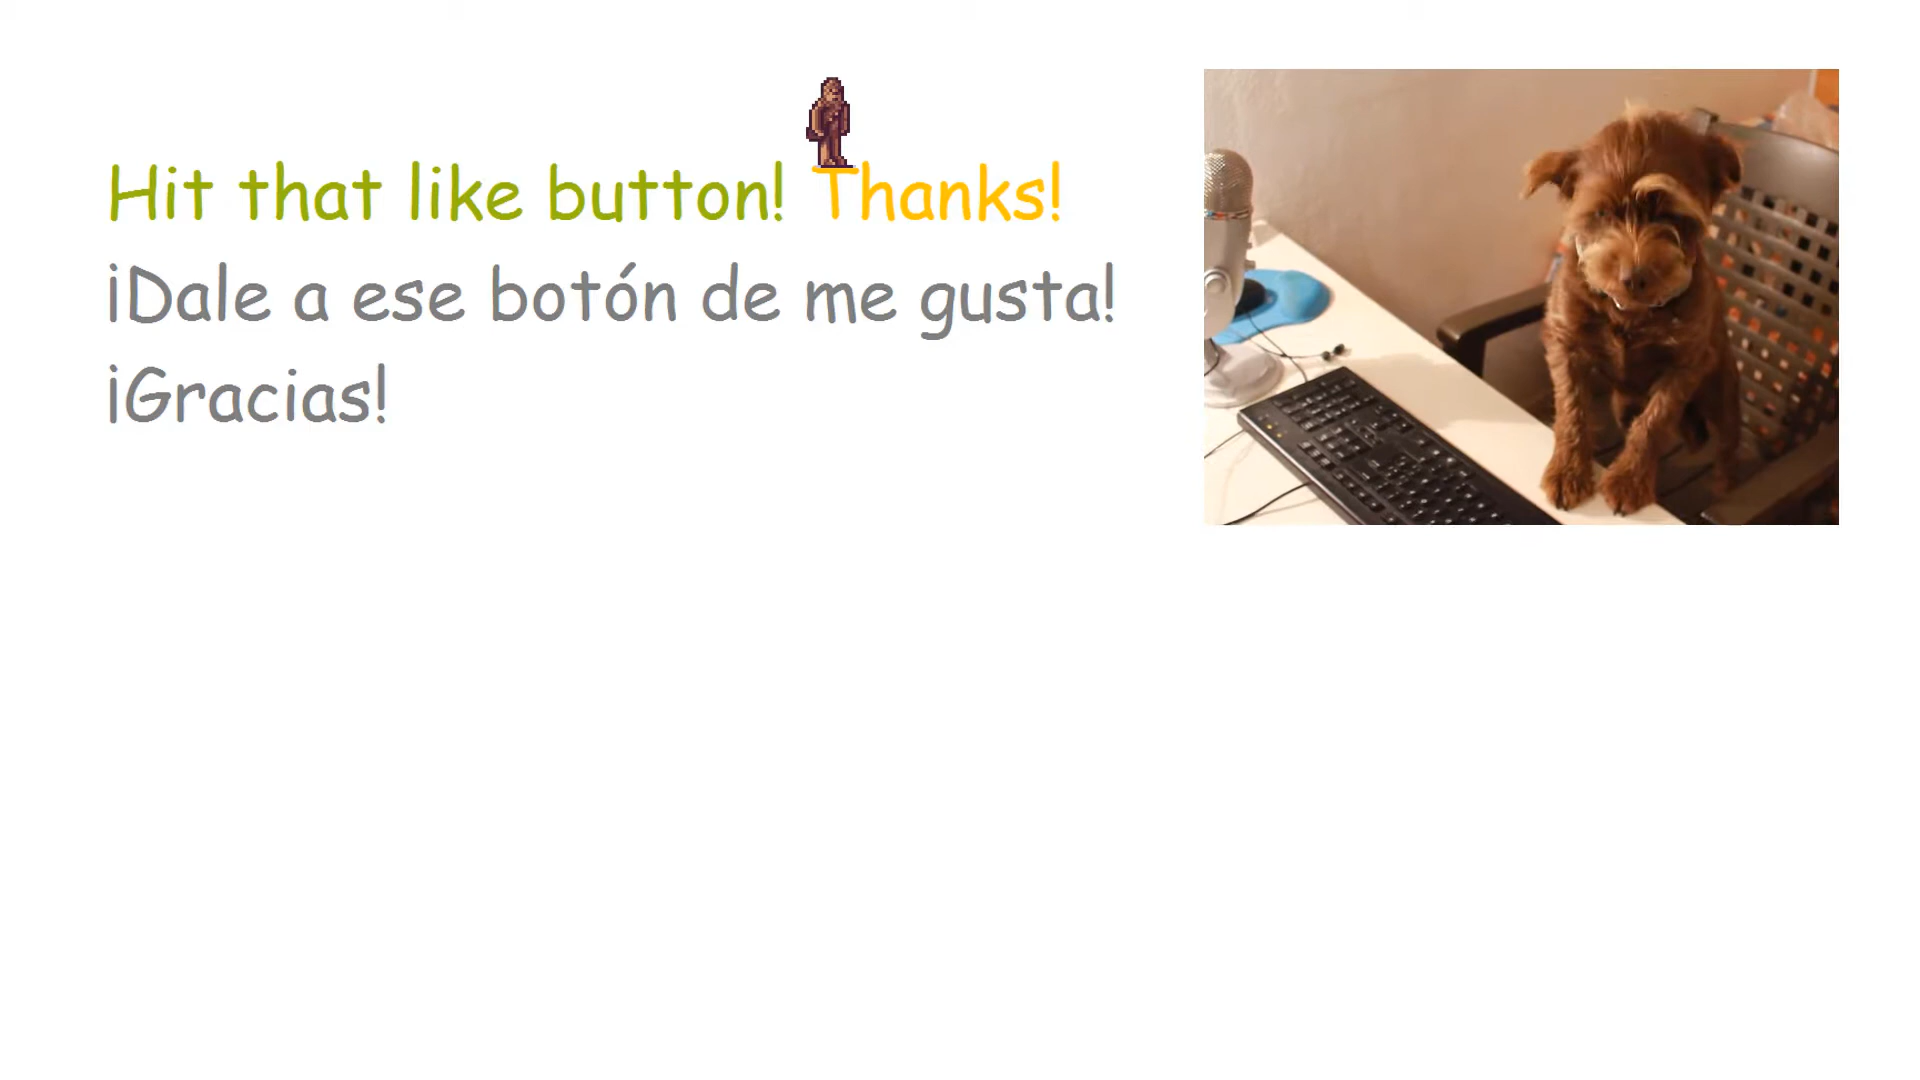 Hit that like button! Thanks!
¡Dale a ese botón de me gusta!
¡Gracias!